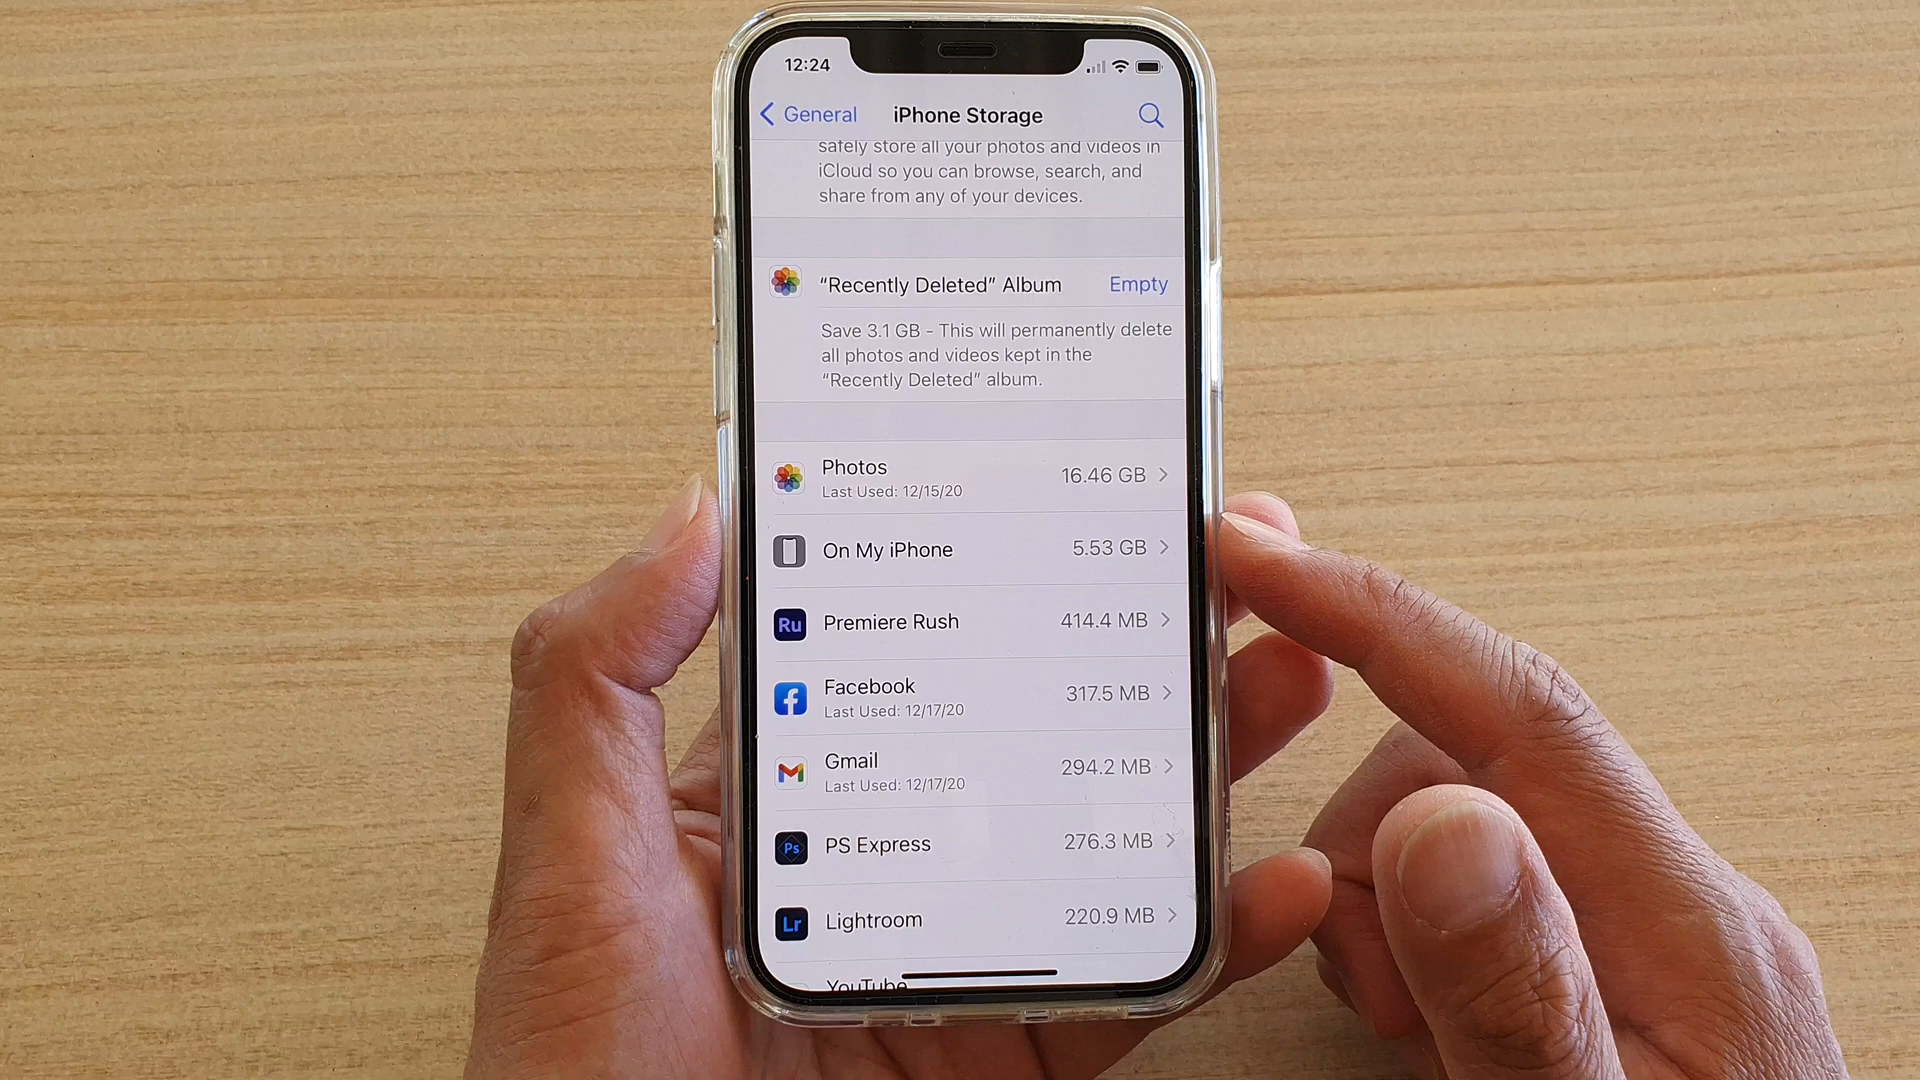 12:24
General
iPhone Storage
safely store all your photos and videos in
iCloud so you can browse, search, and
share from any of your devices.
“Recently Deleted” Album
Empty
Save 3.1 GB - This will permanently delete
all photos and videos kept in the
“Recently Deleted” album.
Photos
Last Used: 12/15/20
16.46 GB
On My iPhone
5.53 GB
Ru
Premiere Rush
414.4 MB
Facebook
Last Used: 12/17/20
317.5 MB
Gmail
Last Used: 12/17/20
294.2 MB
Ps
PS Express
276.3 MB
Lr
Lightroom
220.9 MB
YouTube